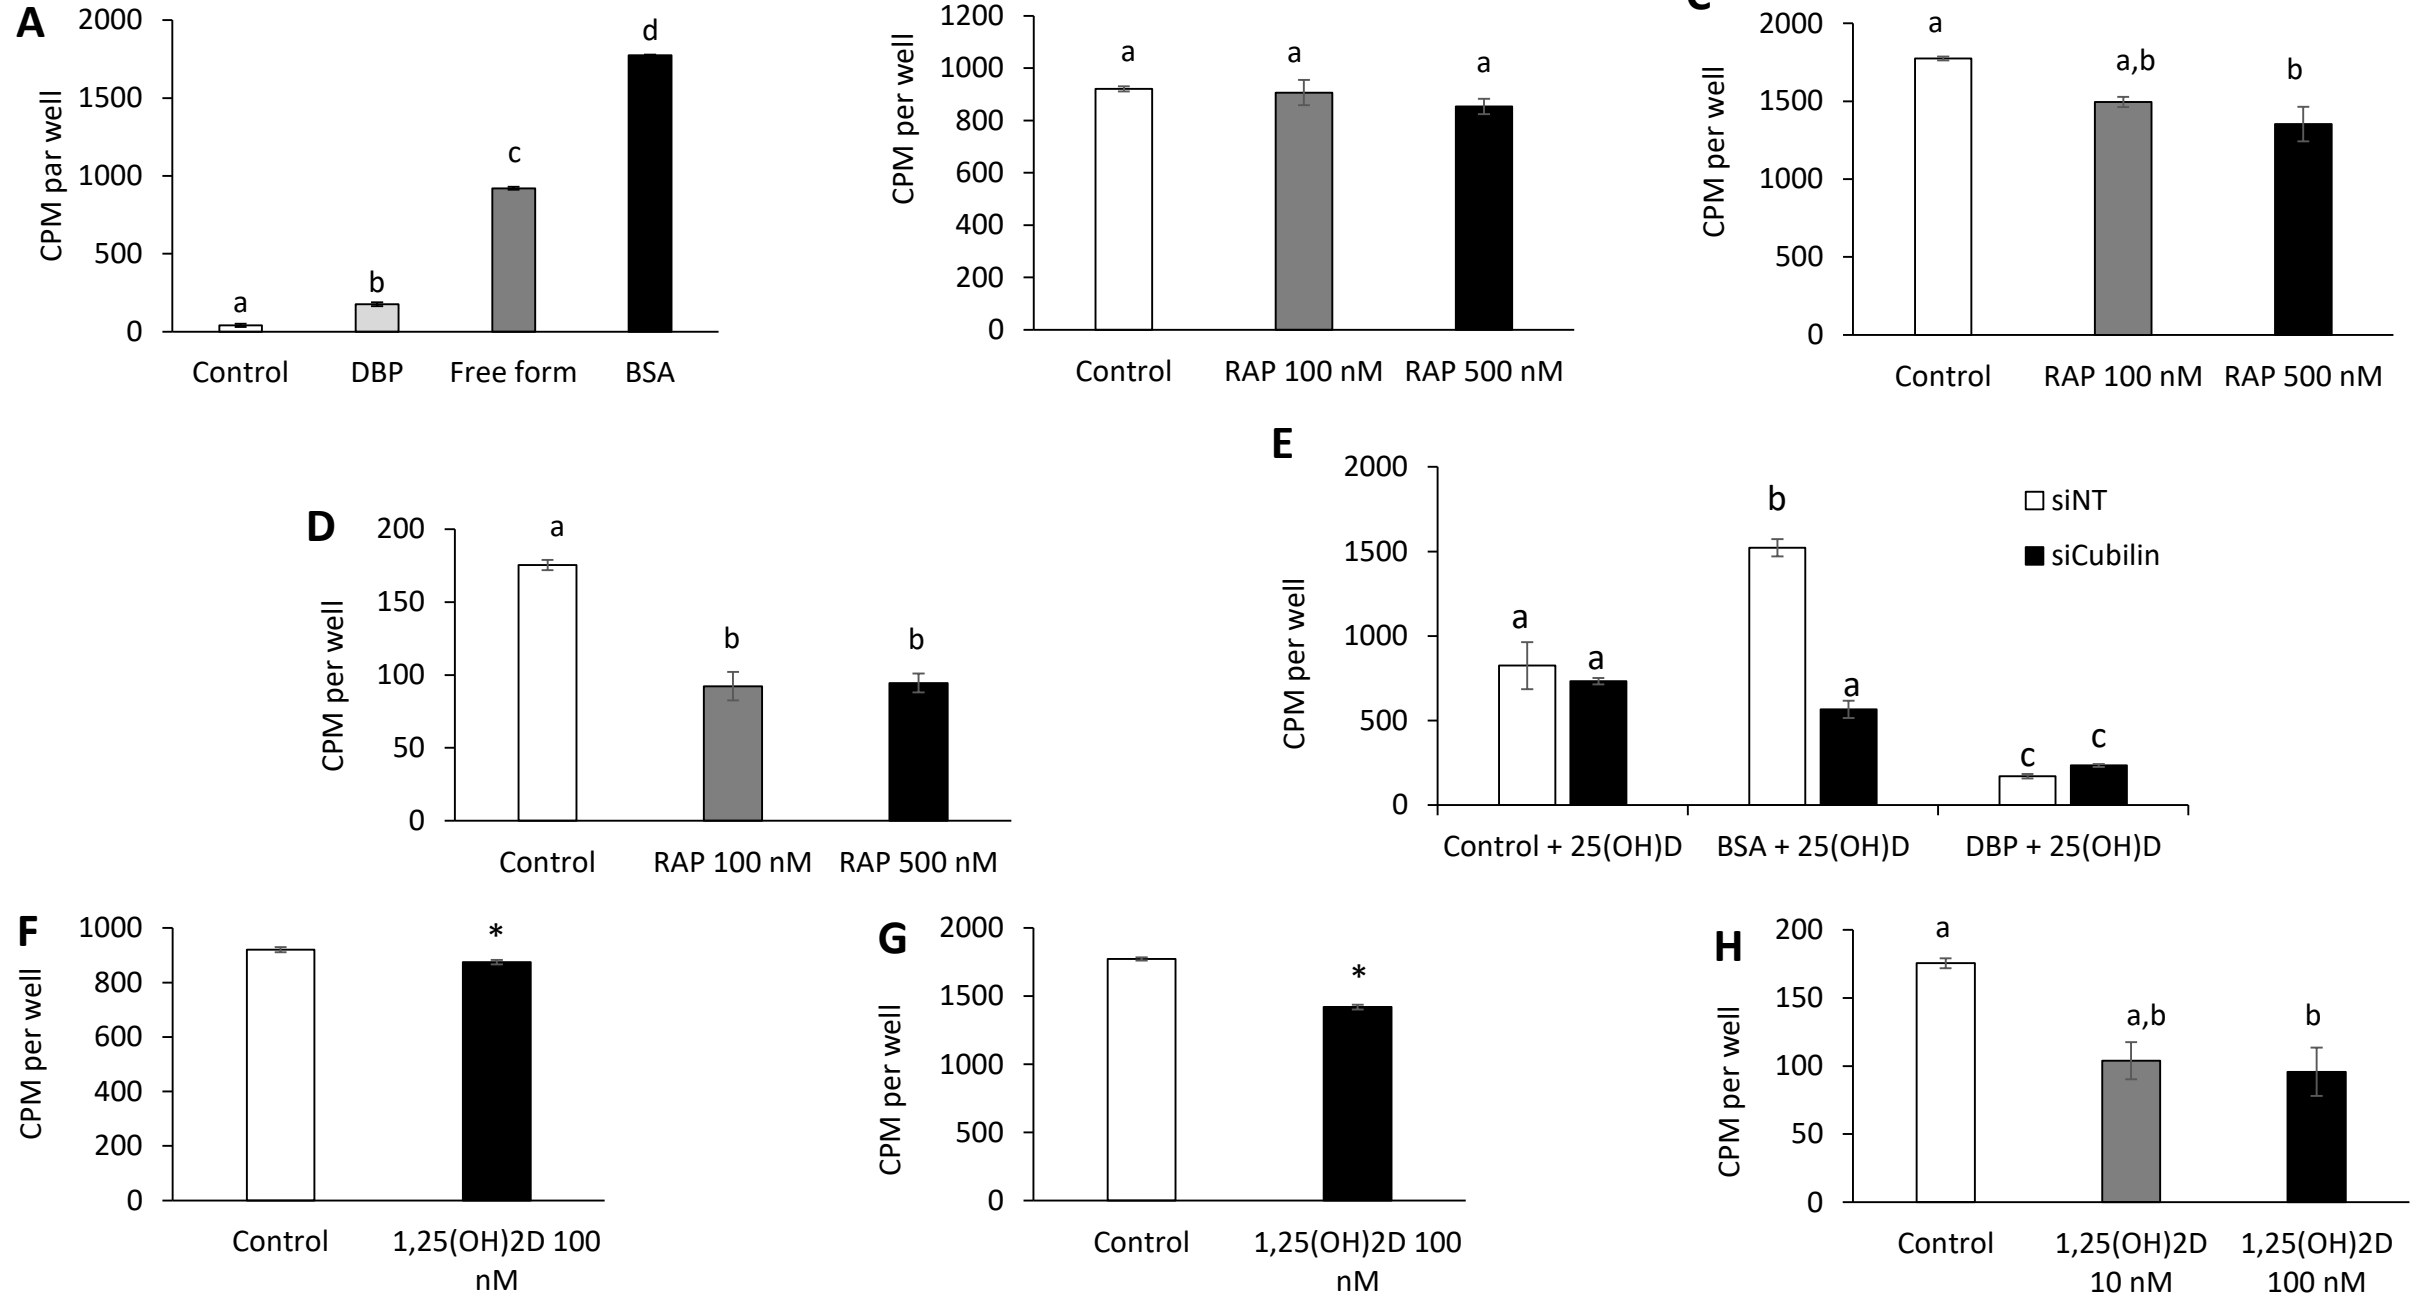 A
CPM par well
2000
1500
1000
500
0
a
b
c
d
Control DBP Free form BSA
CPM per well
1200
1000
800
600
400
200
0
a
a
a
Control RAP 100 nM RAP 500 nM
C
CPM per well
2000
1500
1000
500
0
a
a,b
b
Control RAP 100 nM RAP 500 nM
D
CPM per well
200
150
100
50
0
a
b
b
Control RAP 100 nM RAP 500 nM
E
CPM per well
2000
1500
1000
500
0
a
a
b
a
c
c
siNT
siCubilin
Control + 25(OH)D BSA + 25(OH)D DBP + 25(OH)D
F
CPM per well
1000
800
600
400
200
0
*
Control 1,25(OH)2D 100
nM
G
CPM per well
2000
1500
1000
500
0
*
Control 1,25(OH)2D 100
nM
H
CPM per well
200
150
100
50
0
a
a,b
b
Control 1,25(OH)2D 1,25(OH)2D
10 nM 100 nM